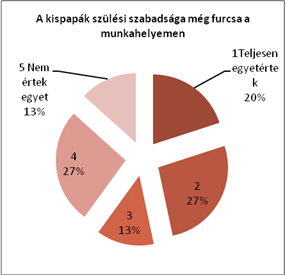 A kispapák szülési szabadsága még furcsa a
munkahelyemen
1Teljesen
egyetérte
k
20%
2
27%
3
13%
4
27%
5 Nem
értek
egyet
13%